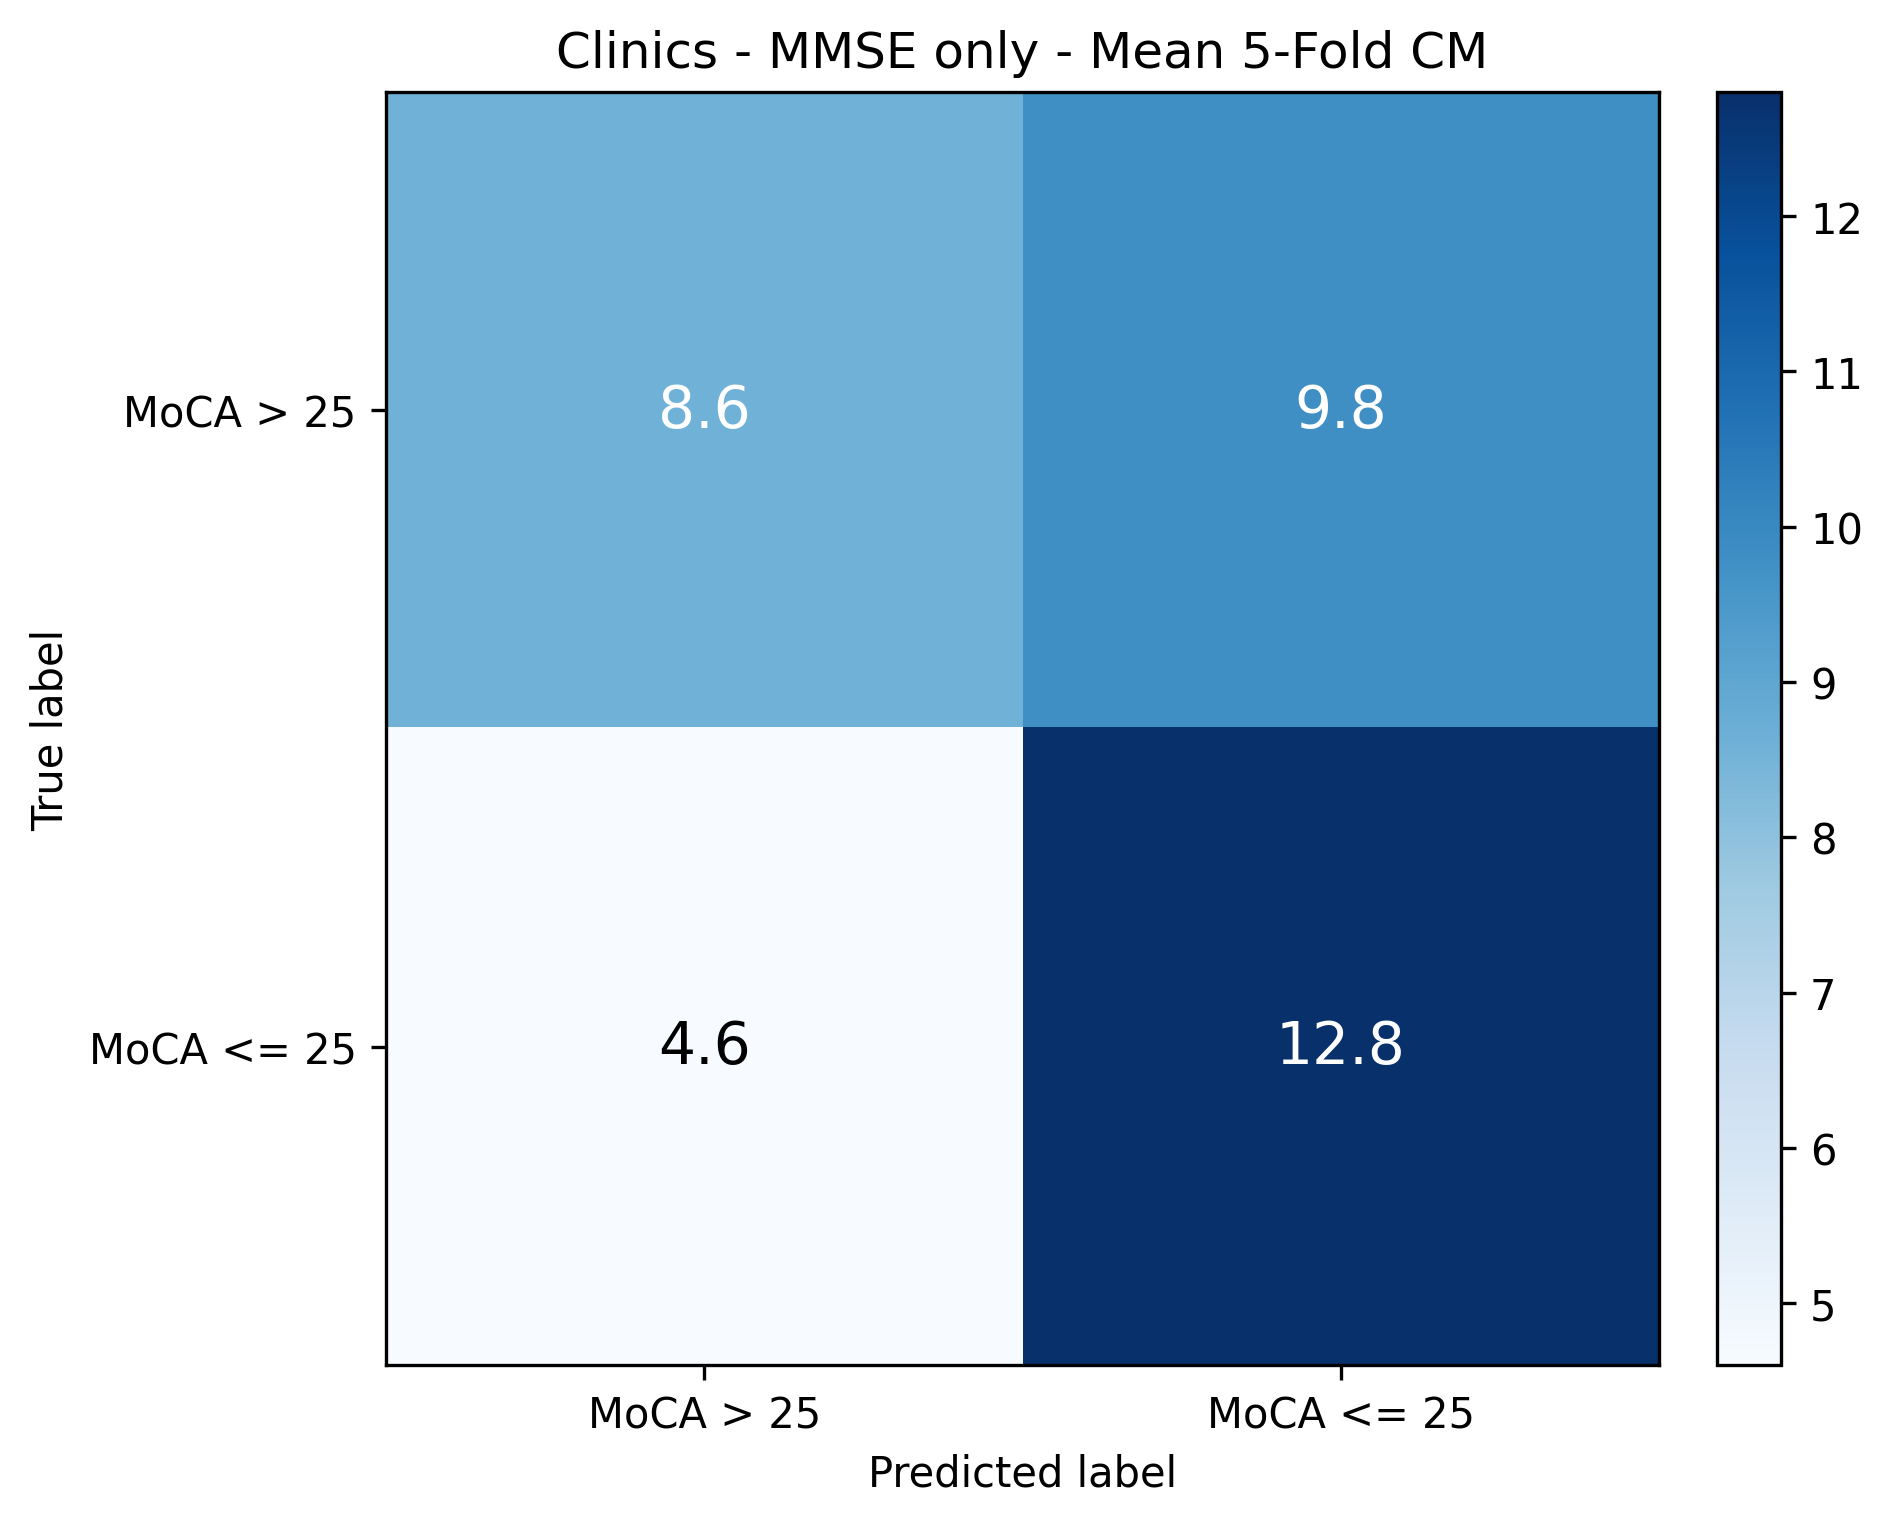 Clinics - MMSE only - Mean 5-Fold CM
MoCA > 25
8.6
9.8
MoCA <= 25
4.6
12.8
True label
MoCA > 25
MoCA <= 25
Predicted label
12
11
10
9
8
7
6
5